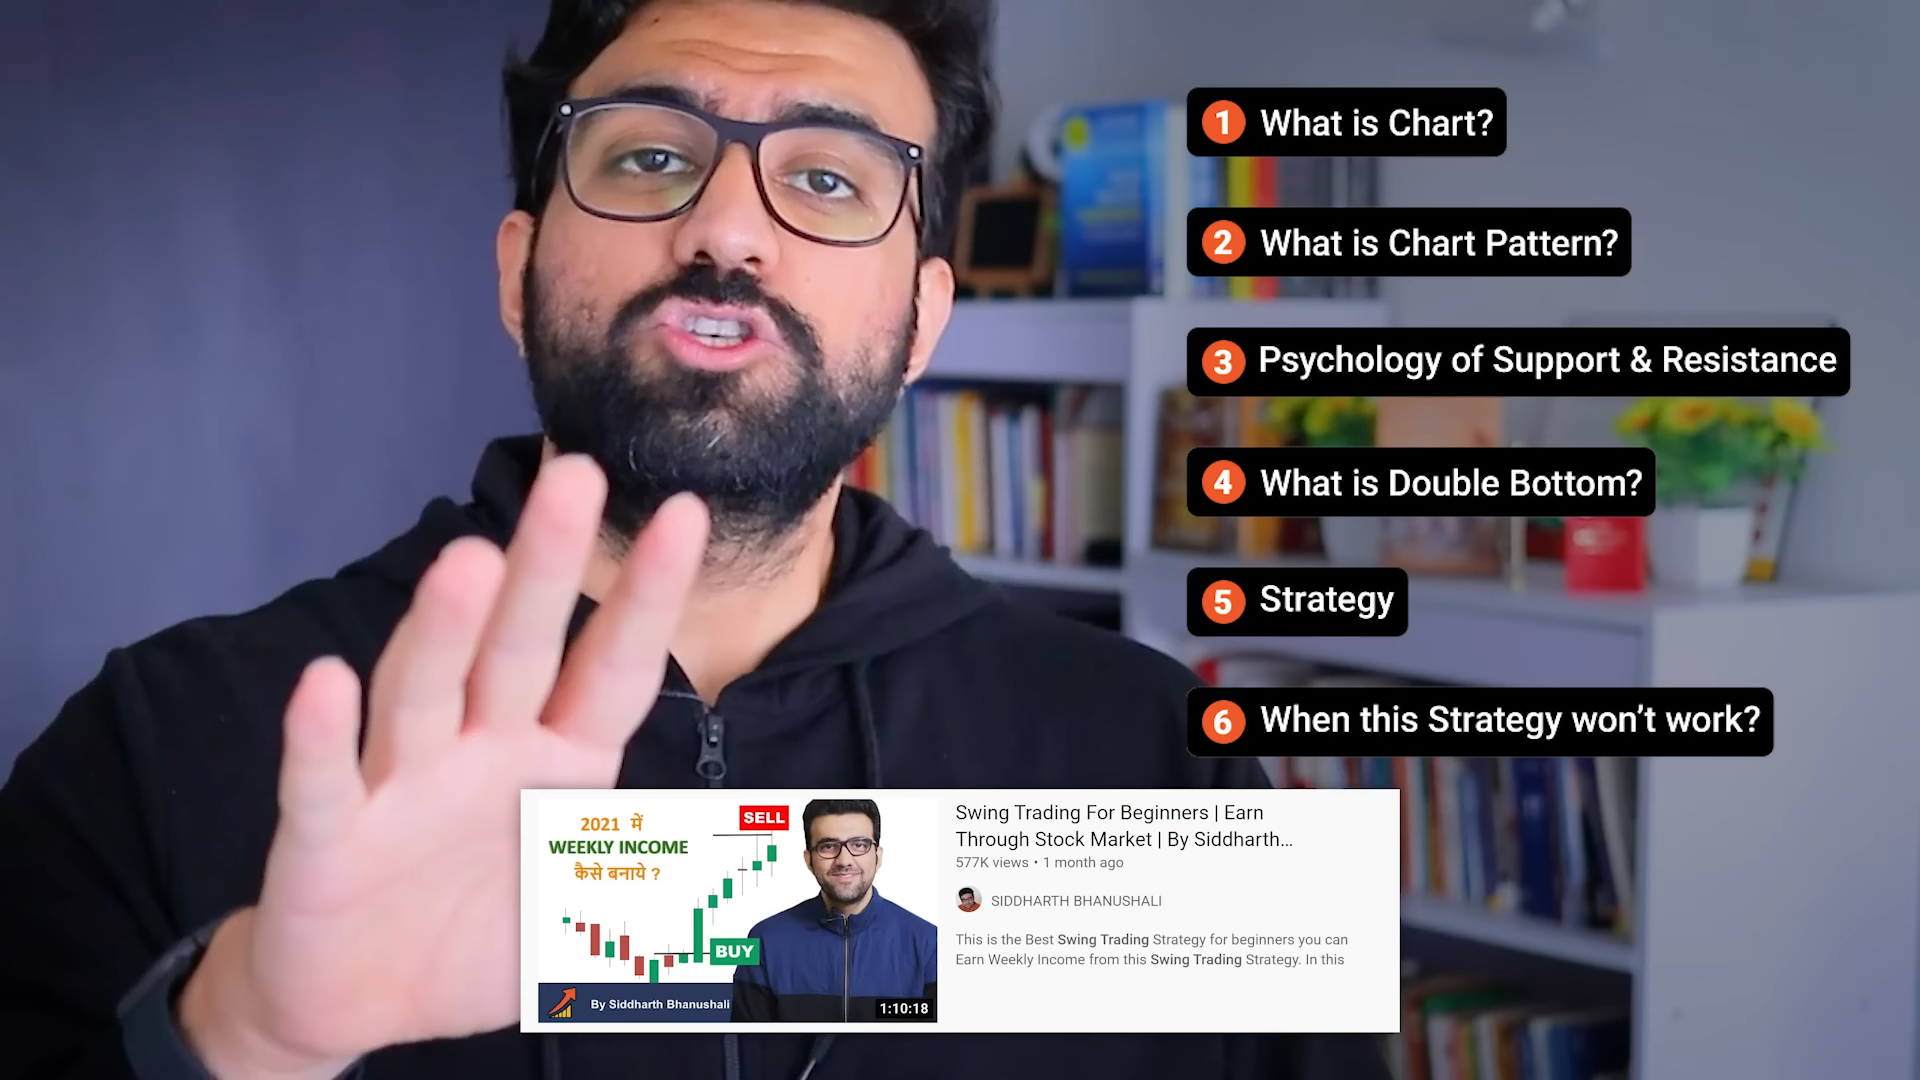 1 What is Chart?
2 What is Chart Pattern?
3 Psychology of Support & Resistance
4 What is Double Bottom?
5 Strategy
6 When this Strategy won’t work?
2021 में
WEEKLY INCOME
कैसे बनाये ?
SELL
BUY
By Siddharth Bhanushali
1:10:18
Swing Trading For Beginners | Earn
Through Stock Market | By Siddharth...
577K views • 1 month ago
SIDDHARTH BHANUSHALI
This is the Best Swing Trading Strategy for beginners you can
Earn Weekly Income from this Swing Trading Strategy. In this